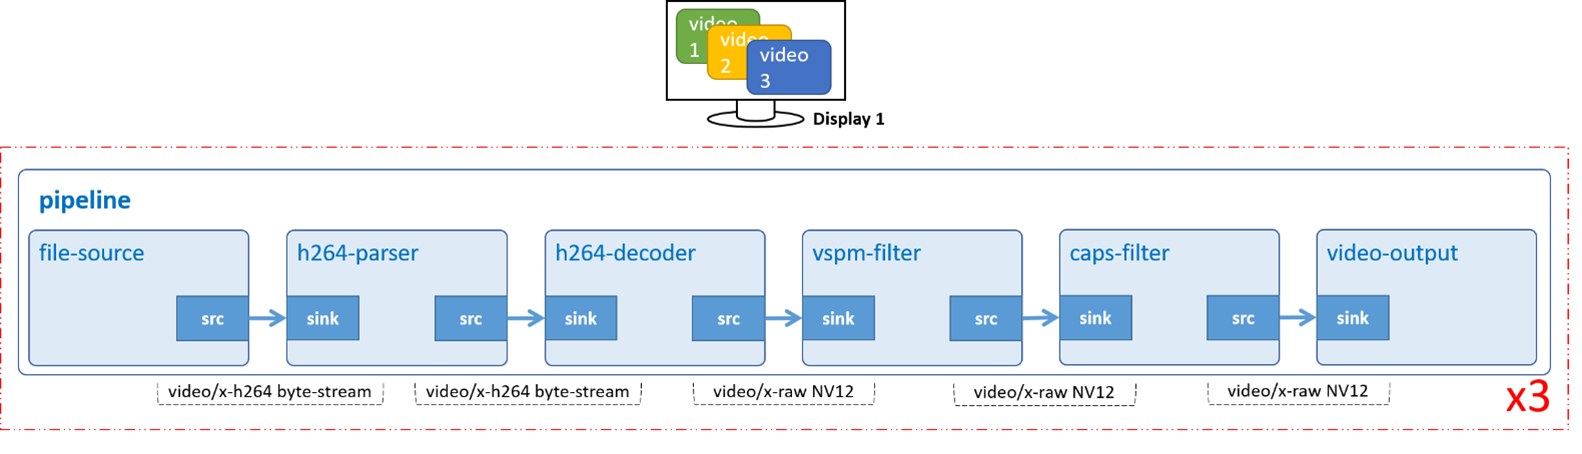 video
1
video
2
video
3
Display 1
pipeline
file-source
h264-parser
h264-decoder
vspm-filter
caps-filter
video-output
src
sink
src
sink
src
sink
src
sink
src
sink
video/x-h264 byte-stream
video/x-h264 byte-stream
video/x-raw NV12
video/x-raw NV12
video/x-raw NV12
x3